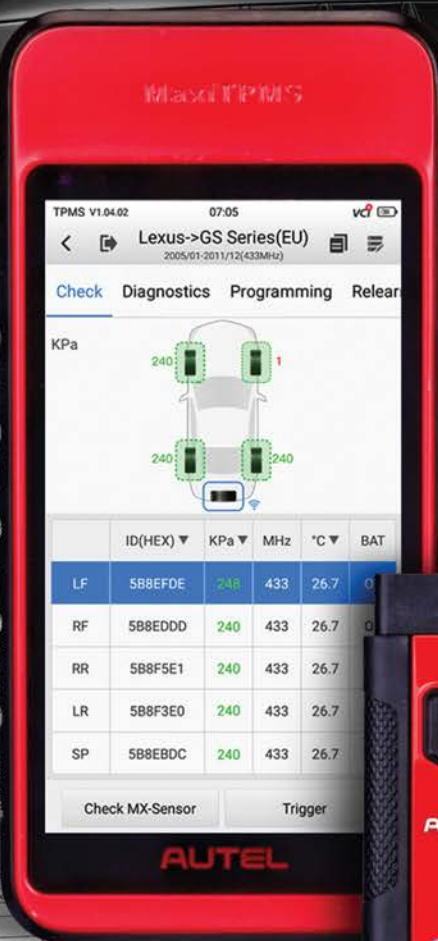 MaxiTPMS
TPMS V1.04.02 07:05 VCI
Lexus->GS Series(EU)
2005/01-2011/12(433MHz)
Check Diagnostics Programming Relear
KPa
240 1
240 240
ID(HEX) ▼ KPa ▼ MHz °C ▼ BAT
LF 5B8EFDE 248 433 26.7 O
RF 5B8EDDD 240 433 26.7 O
RR 5B8F5E1 240 433 26.7
LR 5B8F3E0 240 433 26.7
SP 5B8EBDC 240 433 26.7
Check MX-Sensor Trigger
AUTEL
A